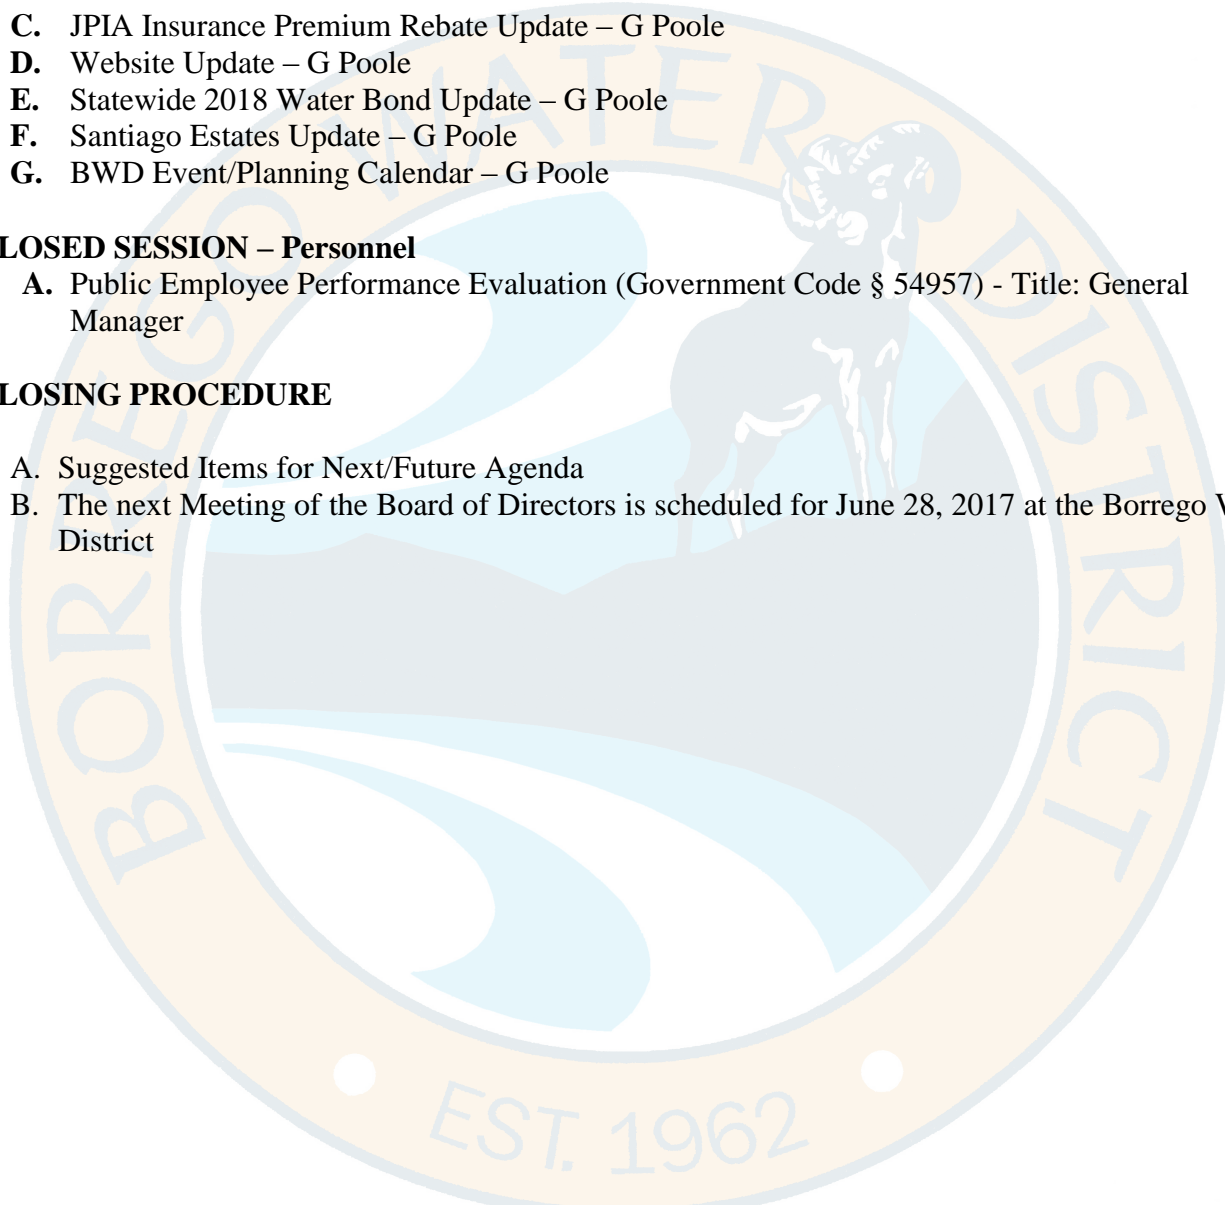 C. JPIA Insurance Premium Rebate Update – G Poole
D. Website Update – G Poole
E. Statewide 2018 Water Bond Update – G Poole
F. Santiago Estates Update – G Poole
G. BWD Event/Planning Calendar – G Poole
LOSED SESSION – Personnel
A. Public Employee Performance Evaluation (Government Code § 54957) - Title: General
Manager
LOSING PROCEDURE
A. Suggested Items for Next/Future Agenda
B. The next Meeting of the Board of Directors is scheduled for June 28, 2017 at the Borrego
District
BORREGO WATER DISTRICT
EST. 1962